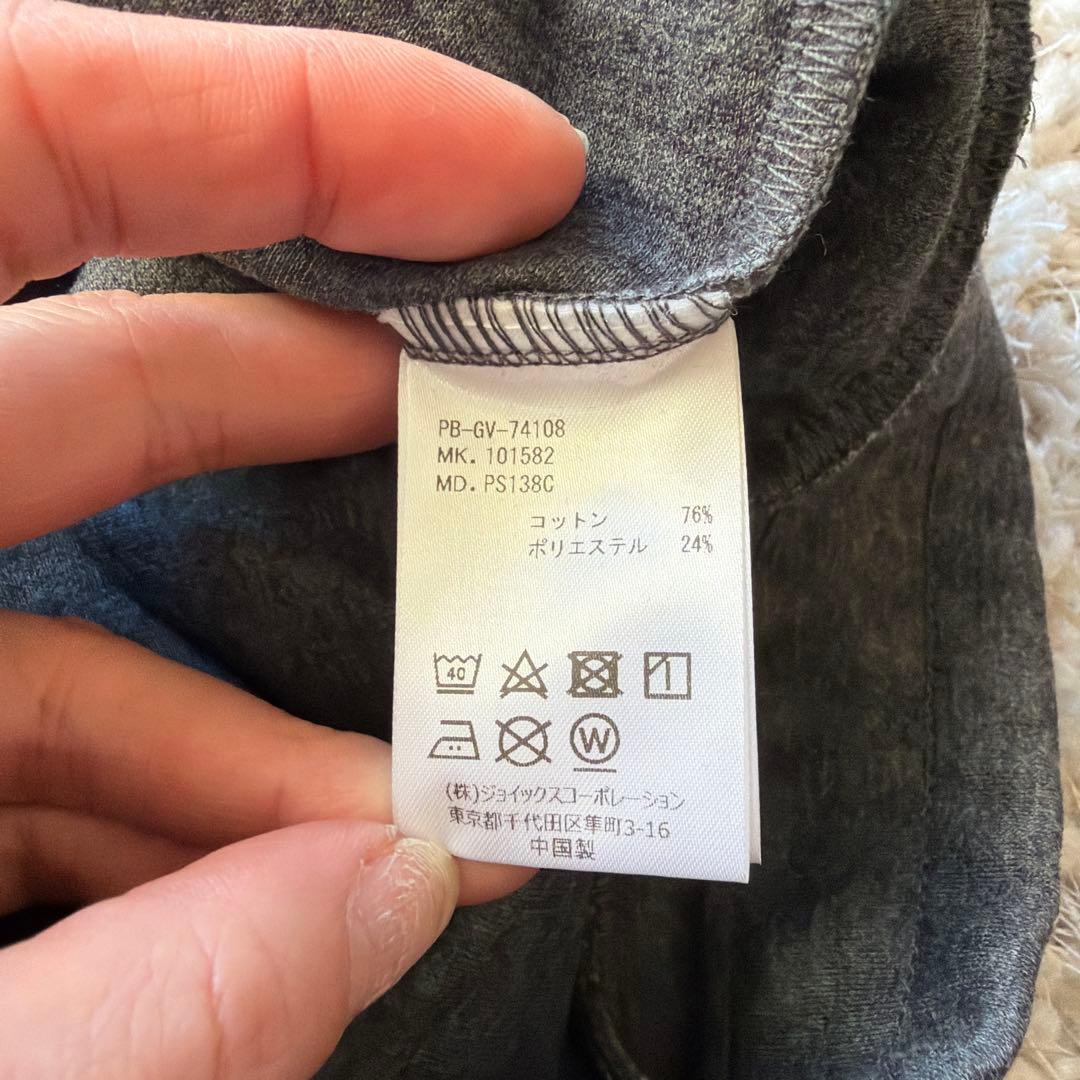 PB-GV-74108
MK. 101582
MD. PS138C
コットン 76%
ポリエステル 24%
40
W
(株)ジョイックスコーポレーション
東京都千代田区隼町3-16
中国製